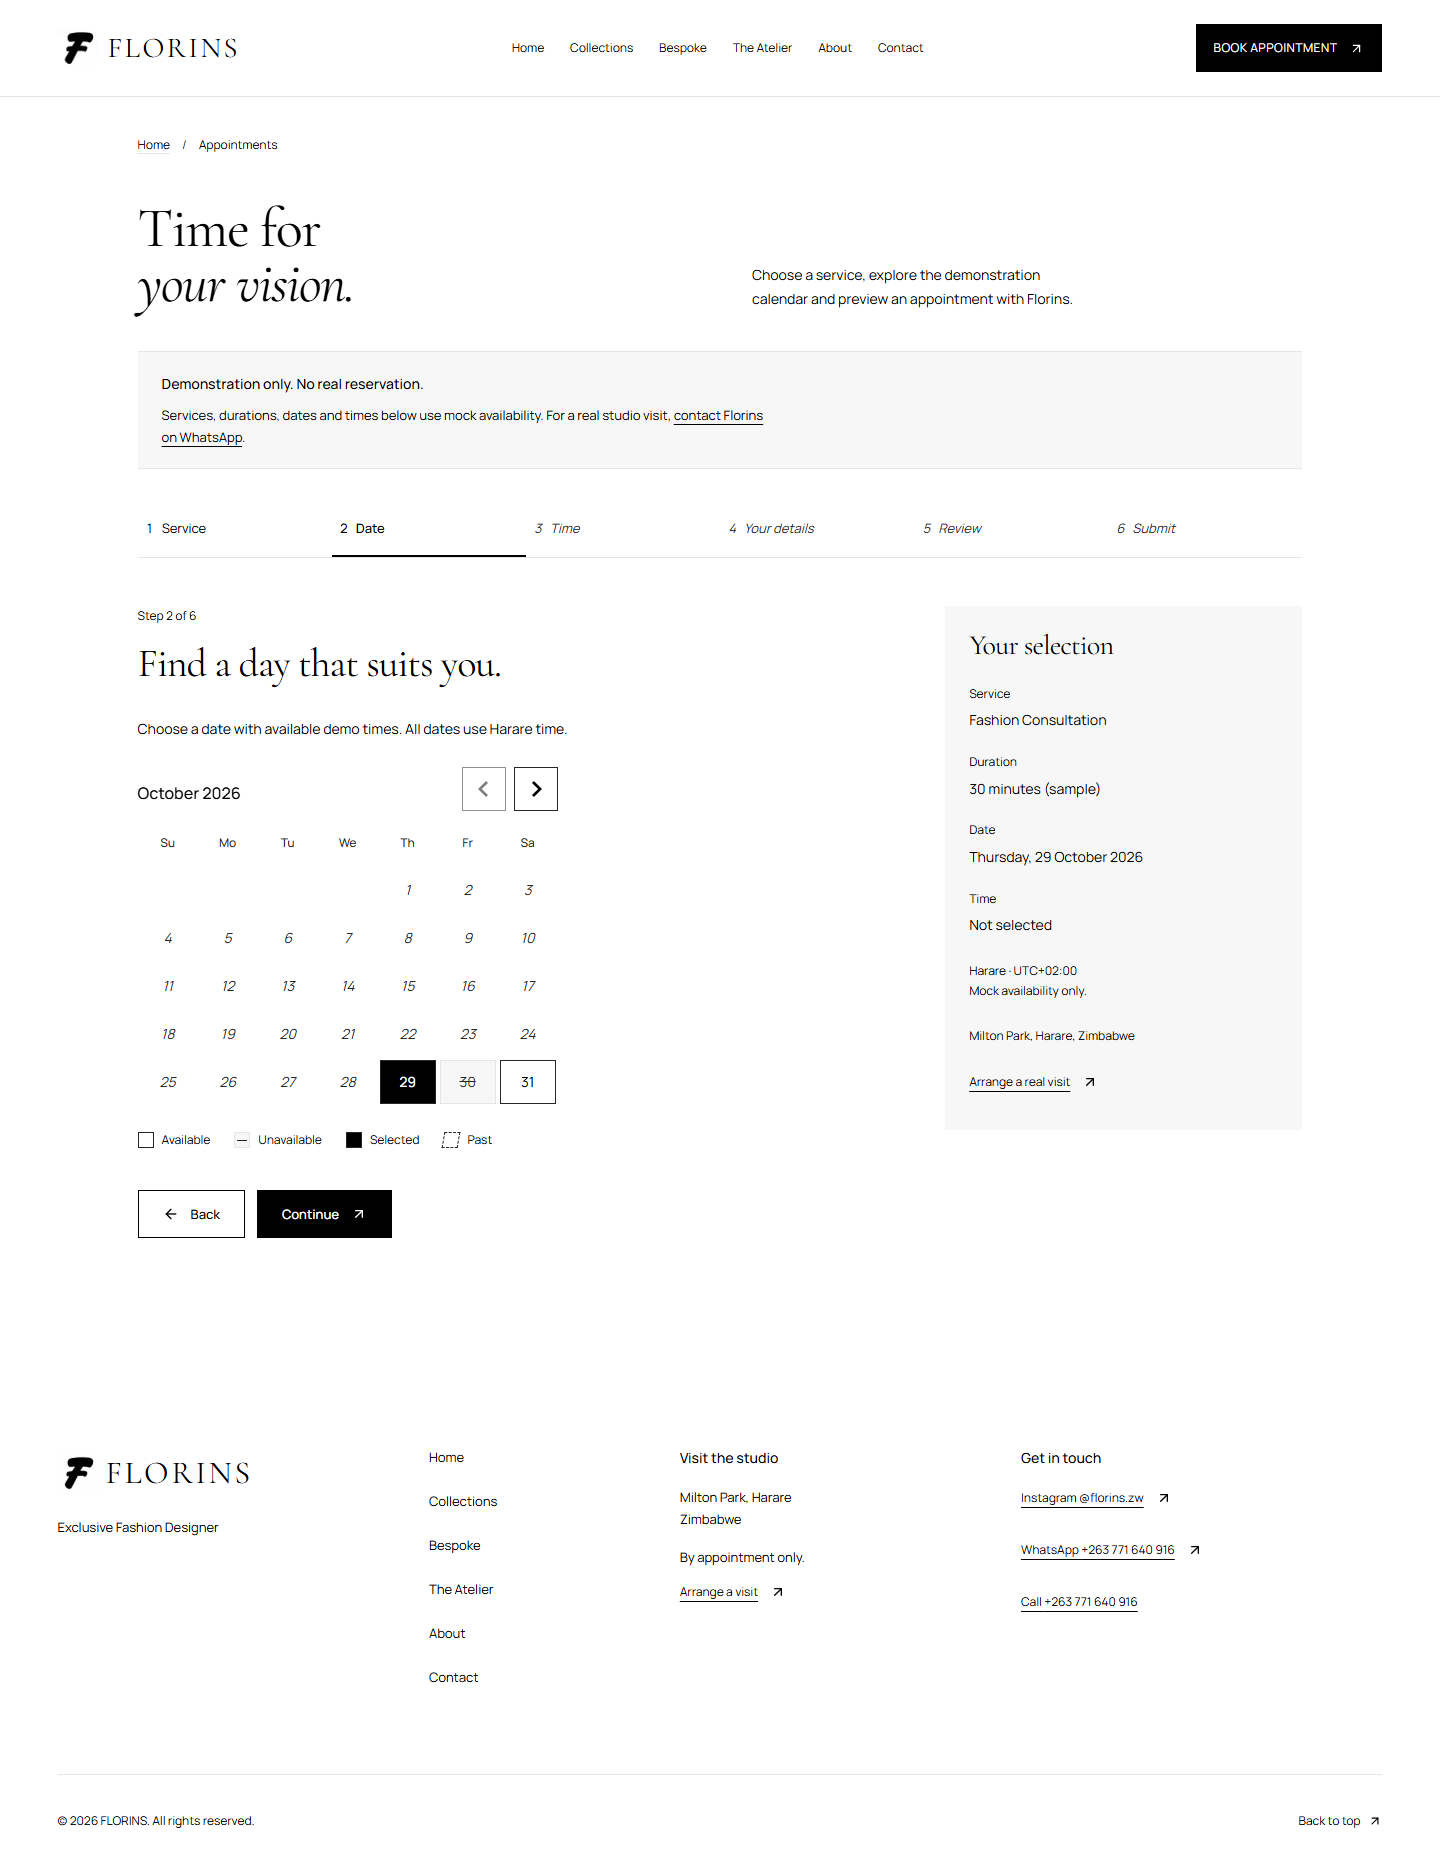 F FLORINS
Home Collections Bespoke The Atelier About Contact
BOOK APPOINTMENT
Home / Appointments
Time for
your vision.
Choose a service, explore the demonstration
calendar and preview an appointment with Florins.
Demonstration only. No real reservation.
Services, durations, dates and times below use mock availability. For a real studio visit, contact Florins
on WhatsApp.
1 Service 2 Date 3 Time 4 Your details 5 Review 6 Submit
Step 2 of 6
Find a day that suits you.
Choose a date with available demo times. All dates use Harare time.
October 2026
Su Mo Tu We Th Fr Sa
1 2 3
4 5 6 7 8 9 10
11 12 13 14 15 16 17
18 19 20 21 22 23 24
25 26 27 28 29 30 31
Available Unavailable Selected Past
Back Continue
Your selection
Service
Fashion Consultation
Duration
30 minutes (sample)
Date
Thursday, 29 October 2026
Time
Not selected
Harare · UTC+02:00
Mock availability only.
Milton Park, Harare, Zimbabwe
Arrange a real visit
F FLORINS
Exclusive Fashion Designer
Home
Collections
Bespoke
The Atelier
About
Contact
Visit the studio
Milton Park, Harare
Zimbabwe
By appointment only.
Arrange a visit
Get in touch
Instagram @florins.zw
WhatsApp +263 771 640 916
Call +263 771 640 916
© 2026 FLORINS. All rights reserved.
Back to top